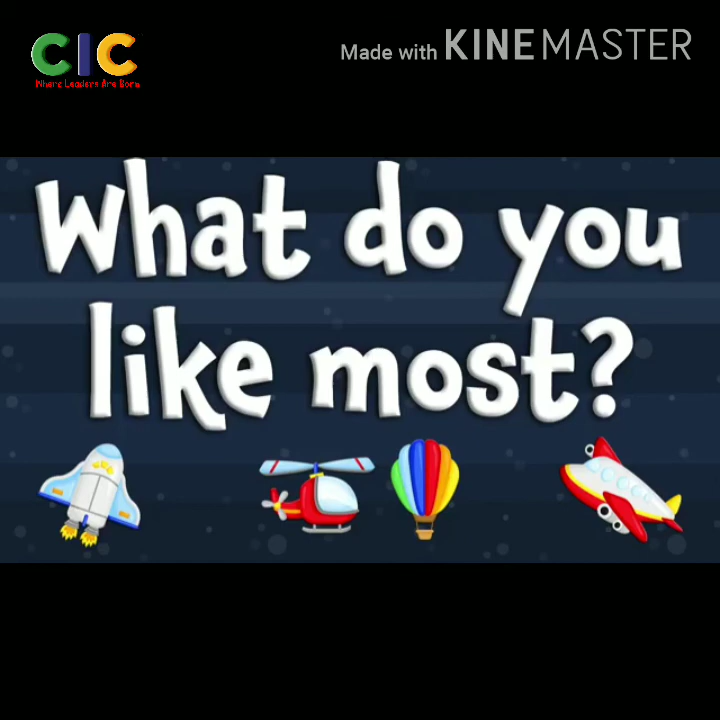 CIC
Made with KINEMASTER
Where Leaders Are Born
What do you
like most?